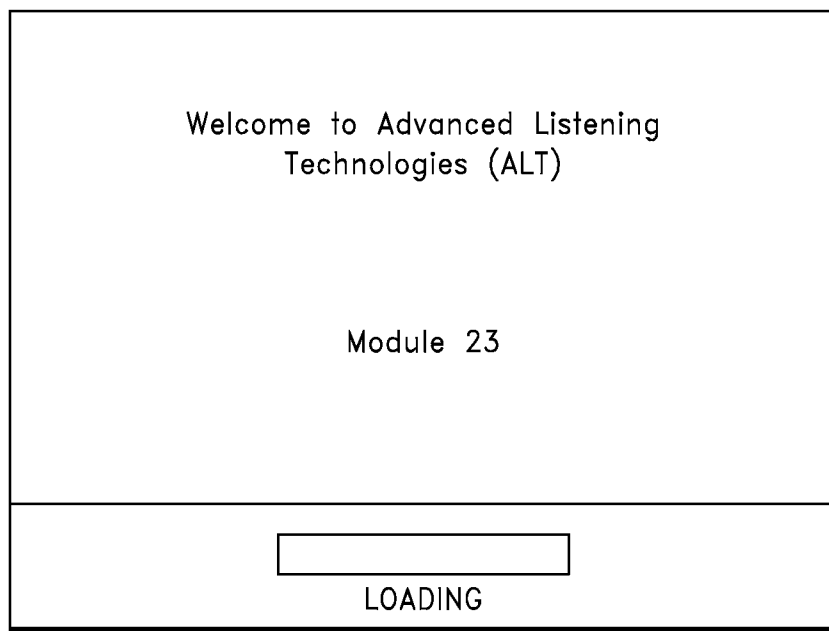 Welcome to Advanced Listening
Technologies (ALT)
Module 23
LOADING